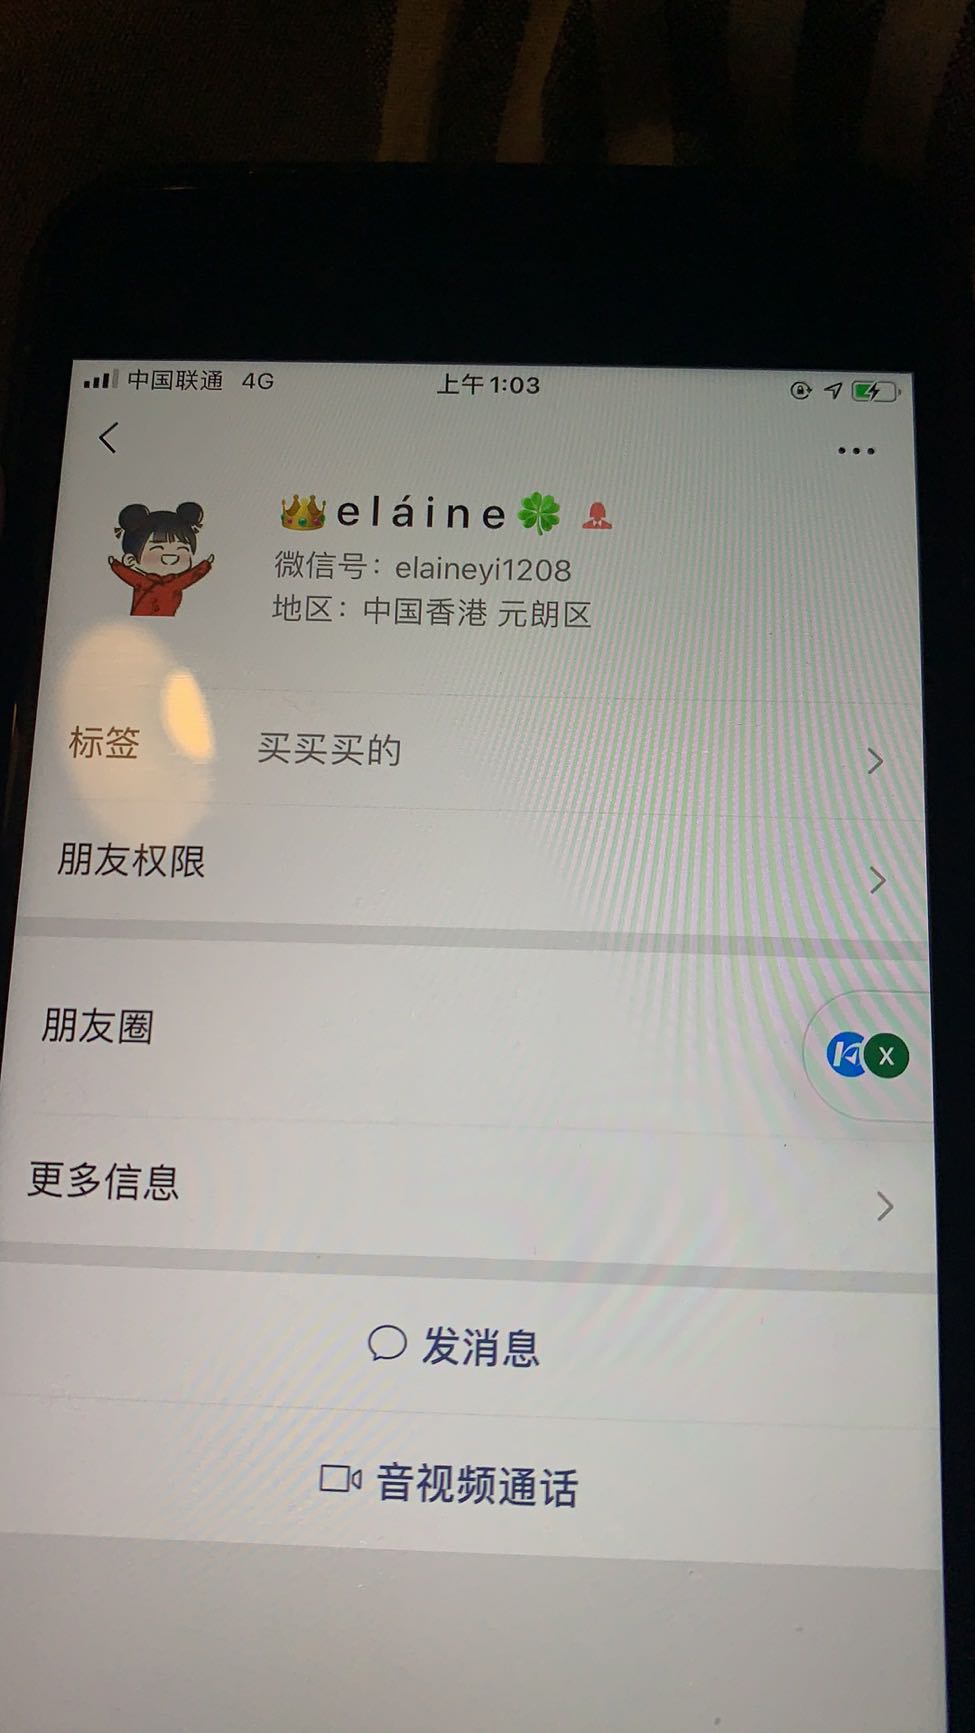 中国联通 4G 上午1:03
👑eláine🍀
微信号：elaineyi1208
地区：中国香港 元朗区
标签 买买买的
朋友权限
朋友圈
X
更多信息
发消息
音视频通话